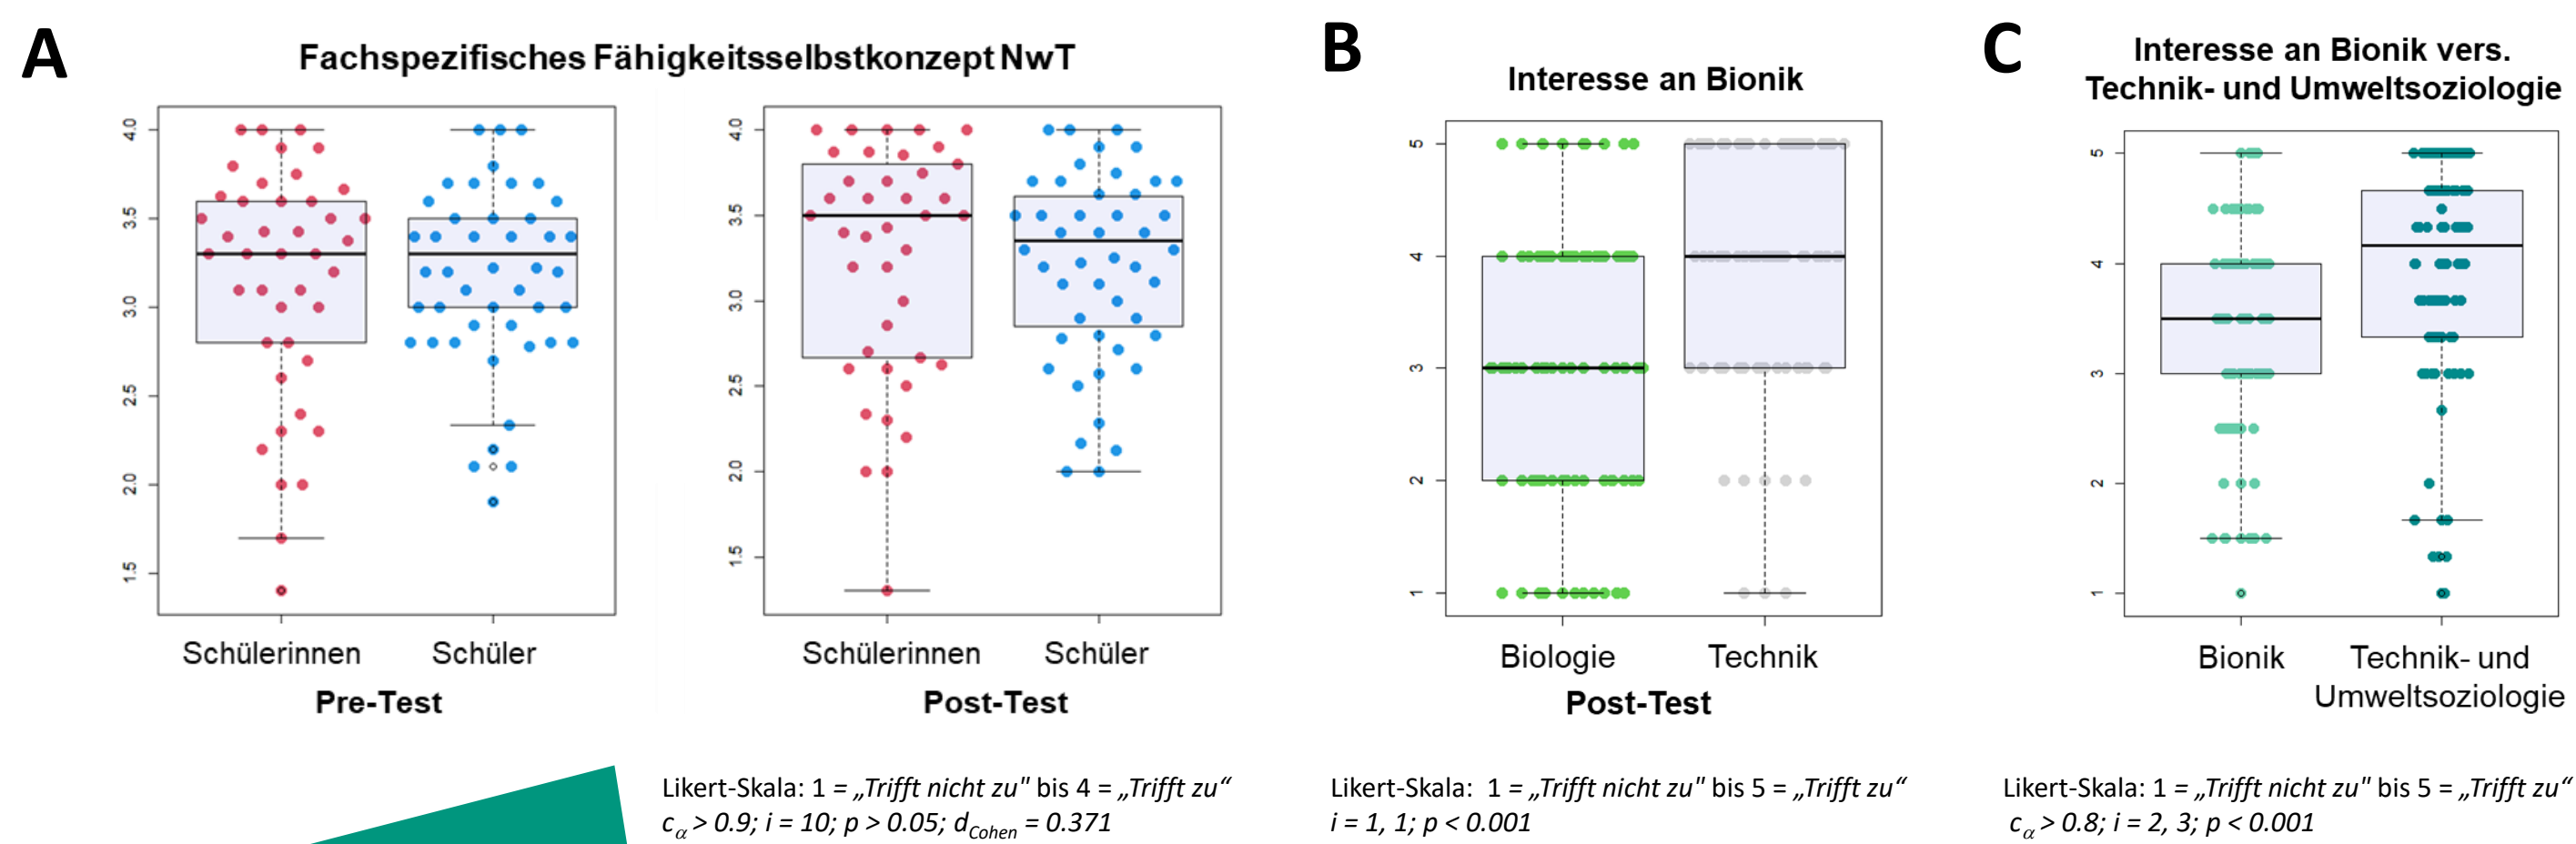 A
Fachspezifisches Fähigkeitsselbstkonzept NwT
4.0
3.5
3.0
2.5
2.0
1.5
Schülerinnen
Schüler
Pre-Test
4.0
3.5
3.0
2.5
2.0
1.5
Schülerinnen
Schüler
Post-Test
Likert-Skala: 1 = „Trifft nicht zu" bis 4 = „Trifft zu“
cα > 0.9; i = 10; p > 0.05; dCohen = 0.371
B
Interesse an Bionik
5
4
3
2
1
Biologie
Technik
Post-Test
Likert-Skala: 1 = „Trifft nicht zu" bis 5 = „Trifft zu“
i = 1, 1; p < 0.001
C
Interesse an Bionik vers.
Technik- und Umweltsoziologie
5
4
3
2
1
Bionik
Technik- und
Umweltsoziologie
Likert-Skala: 1 = „Trifft nicht zu" bis 5 = „Trifft zu“
cα > 0.8; i = 2, 3; p < 0.001